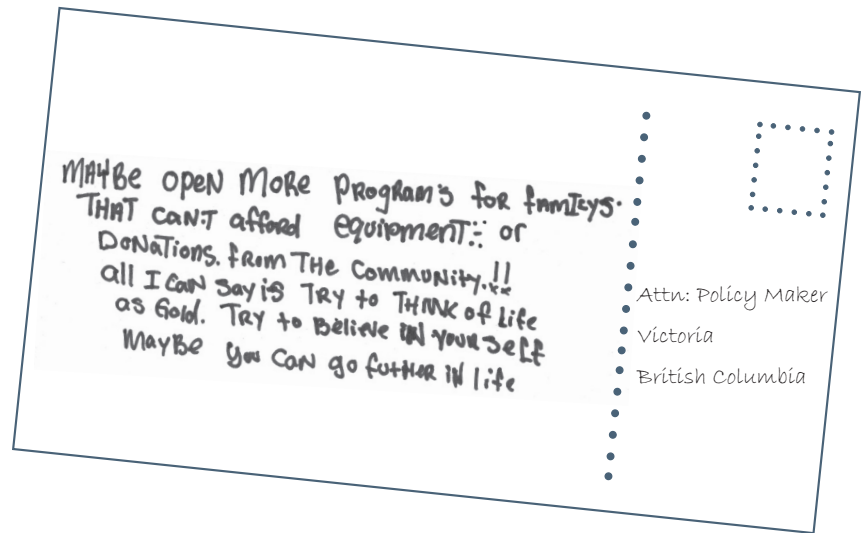 MAYBE OPEN MORE PROGRAM'S FOR FAMILYS.
THAT CAN'T afford equipment: or
DONATIONS. FROM THE COMMUNITY.!!
all I CAN SAY is TRY to THINK of Life
as Gold. TRY to Believe IN YOUR SELF
MAYBE YOU CAN go futher IN life
Attn: Policy Maker
Victoria
British Columbia